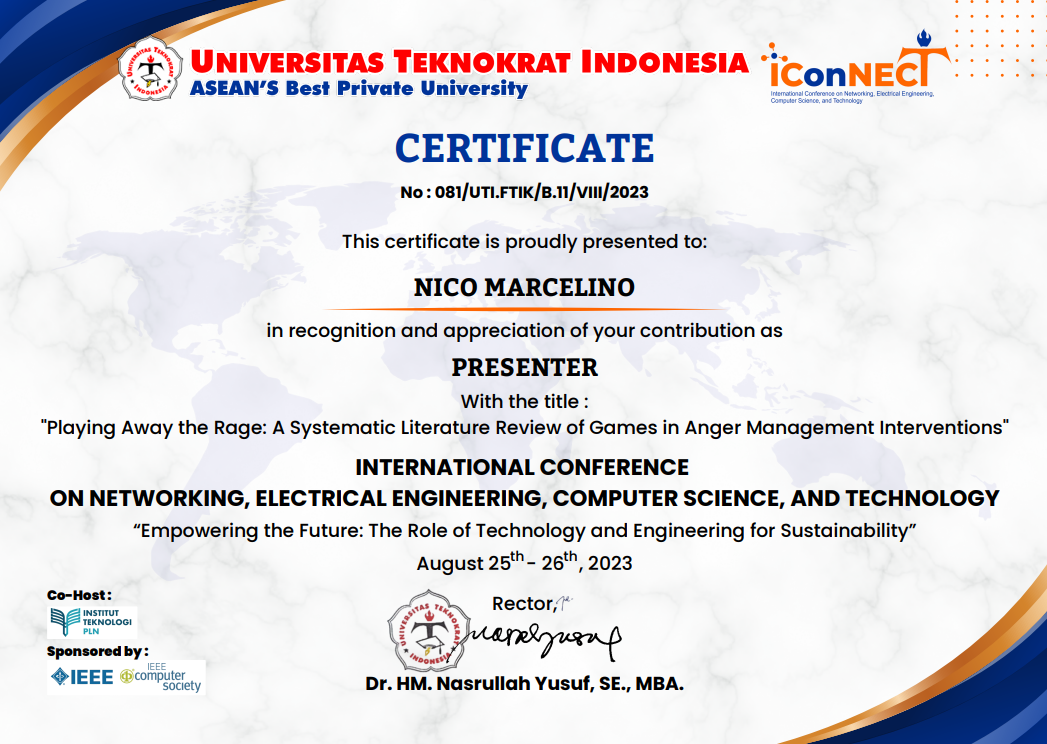 UNIVERSITAS TEKNOKRAT INDONESIA
ASEAN'S Best Private University
UNIVERSITAS TEKNOKRAT
INDONESIA
iConNECT
International Conference on Networking, Electrical Engineering,
Computer Science, and Technology
CERTIFICATE
No : 081/UTI.FTIK/B.11/VIII/2023
This certificate is proudly presented to:
NICO MARCELINO
in recognition and appreciation of your contribution as
PRESENTER
With the title :
"Playing Away the Rage: A Systematic Literature Review of Games in Anger Management Interventions"
INTERNATIONAL CONFERENCE
ON NETWORKING, ELECTRICAL ENGINEERING, COMPUTER SCIENCE, AND TECHNOLOGY
“Empowering the Future: The Role of Technology and Engineering for Sustainability”
August 25th - 26th, 2023
Co-Host :
INSTITUT
TEKNOLOGI
PLN
Sponsored by :
IEEE
IEEE
computer
society
Rector,
UNIVERSITAS TEKNOKRAT
INDONESIA
Dr. HM. Nasrullah Yusuf, SE., MBA.